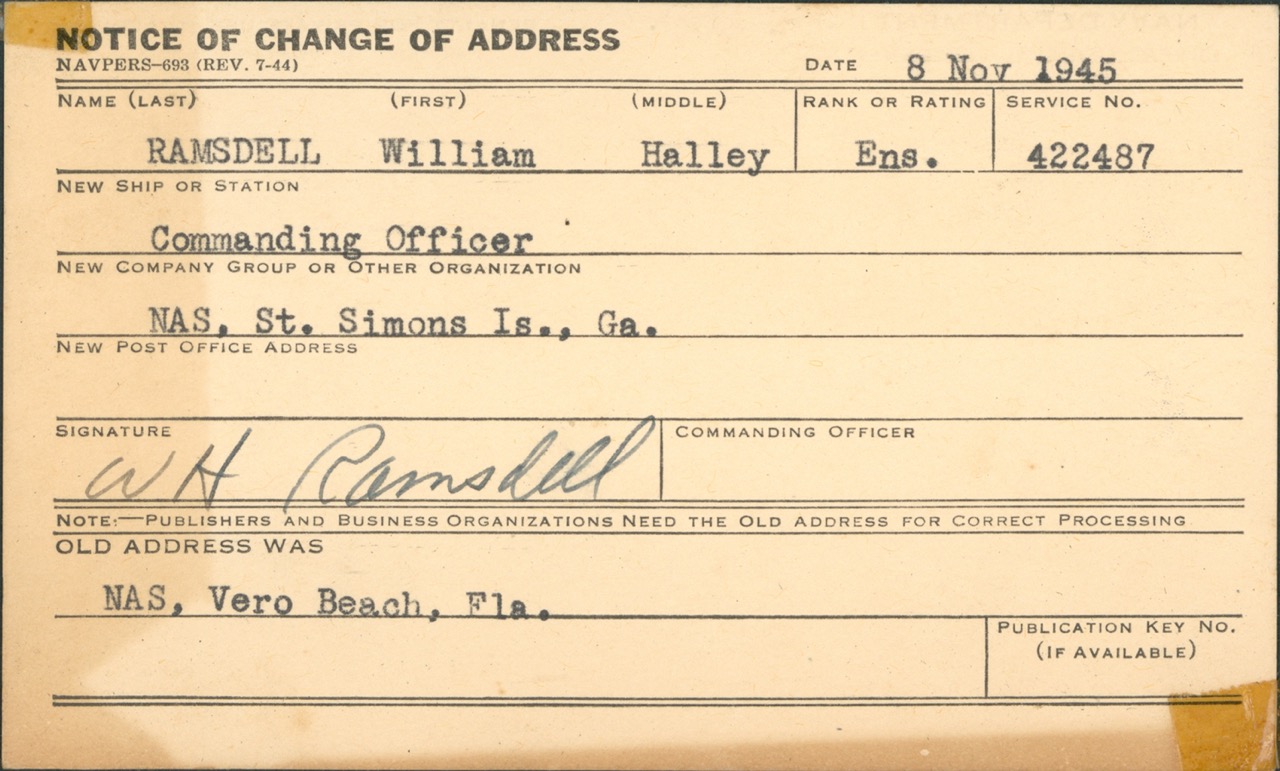 NOTICE OF CHANGE OF ADDRESS
NAVPERS-693 (REV. 7-44)
DATE 8 Nov 1945
NAME (LAST) (FIRST) (MIDDLE) RANK OR RATING SERVICE NO.
RAMSDELL William Halley Ens. 422487
NEW SHIP OR STATION
Commanding Officer
NEW COMPANY GROUP OR OTHER ORGANIZATION
NAS, St. Simons Is., Ga.
NEW POST OFFICE ADDRESS
SIGNATURE COMMANDING OFFICER
W H Ramsdell
NOTE:—PUBLISHERS AND BUSINESS ORGANIZATIONS NEED THE OLD ADDRESS FOR CORRECT PROCESSING
OLD ADDRESS WAS
NAS, Vero Beach, Fla.
PUBLICATION KEY NO.
(IF AVAILABLE)